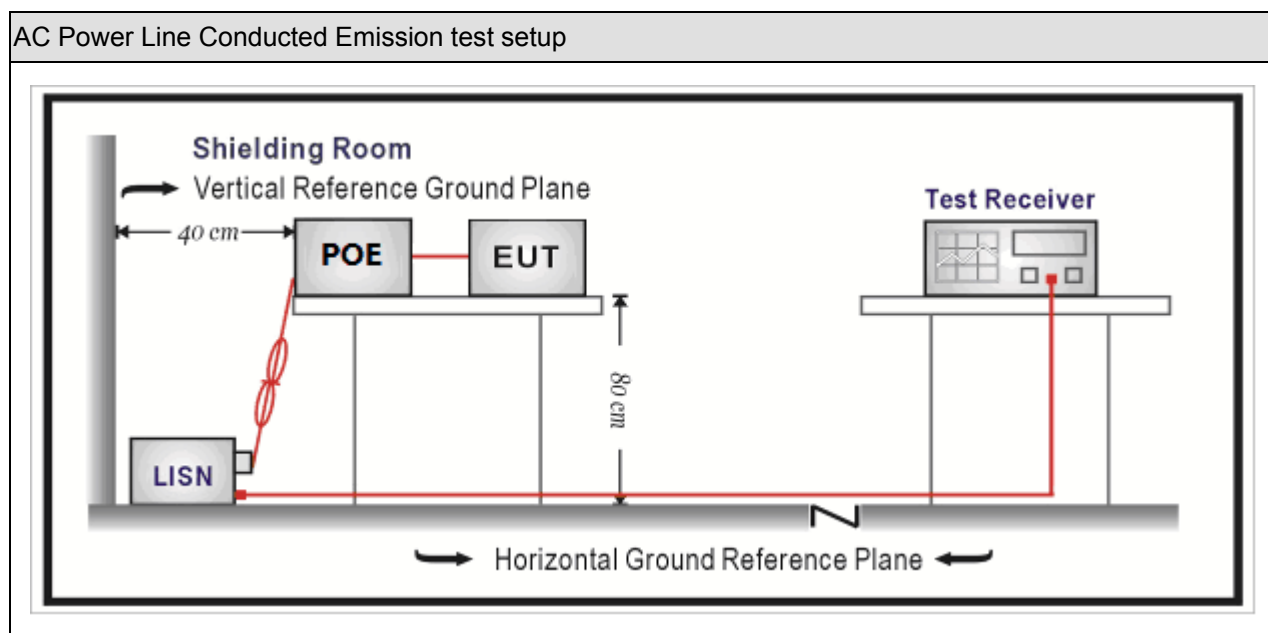 AC Power Line Conducted Emission test setup
Shielding Room
Vertical Reference Ground Plane
40 cm
POE
EUT
Test Receiver
80 cm
LISN
Horizontal Ground Reference Plane